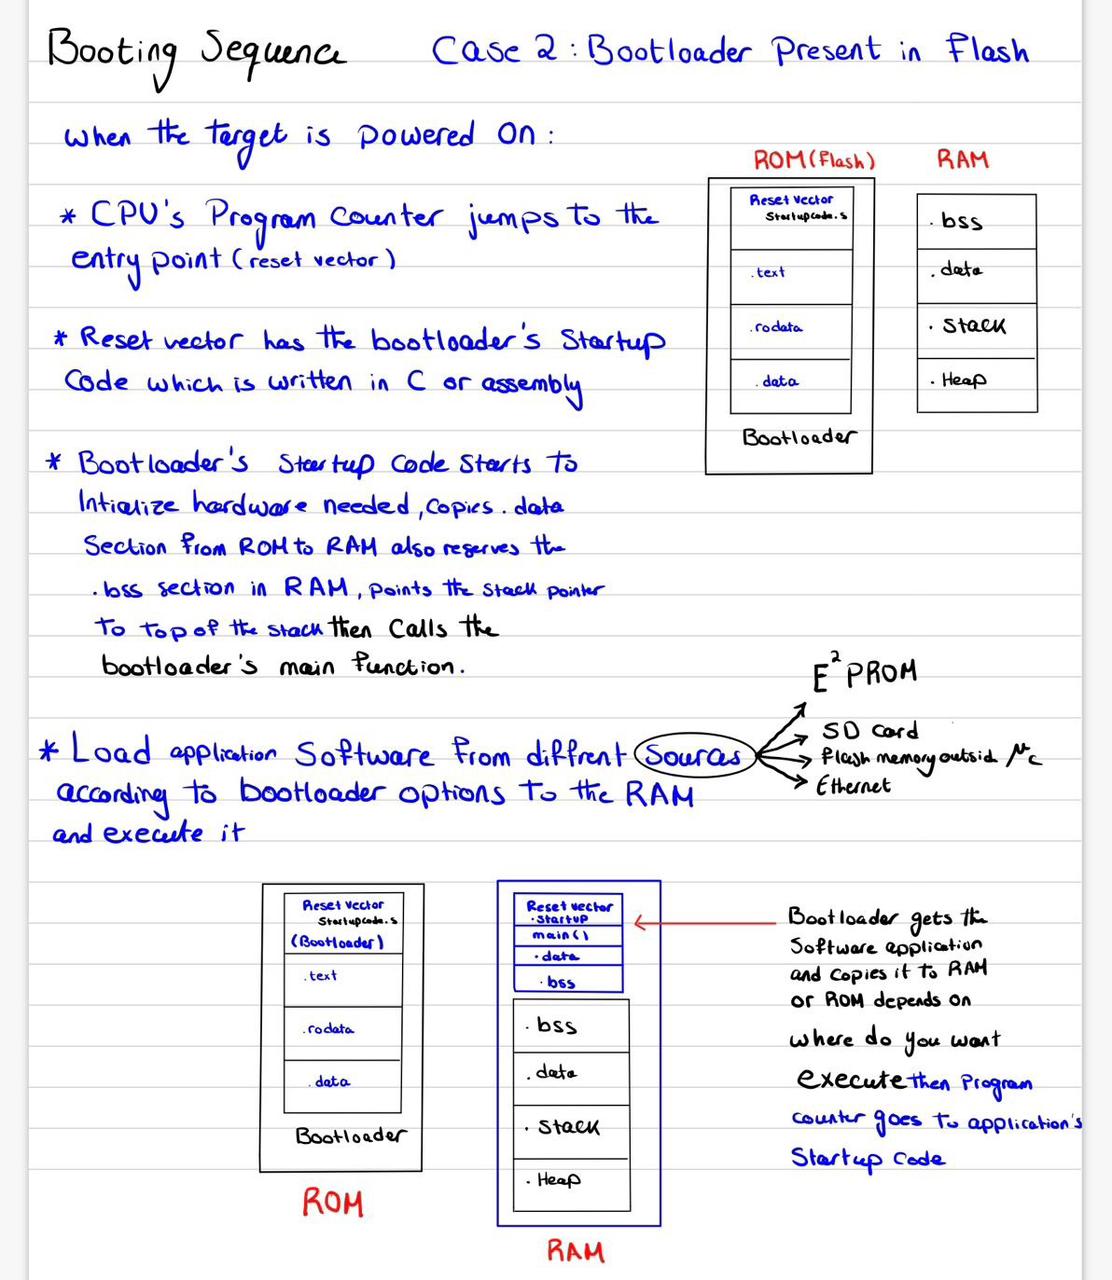 Booting Sequence
Case 2 : Bootloader Present in Flash
when the target is powered on :
* CPU's Program Counter jumps to the
entry point (reset vector)
* Reset vector has the bootloader's Startup
Code which is written in C or assembly
* Bootloader's Startup Code Starts to
Intialize hardware needed , Copies .data
Section from ROM to RAM also reserves the
.bss section in RAM, points the stack pointer
to top of the stack then Calls the
bootloader's main function.
ROM (Flash)
Reset vector
Startupcode.s
.text
.rodata
.data
Bootloader
RAM
.bss
.data
.Stack
.Heap
* Load application Software from diffrent Sources
according to bootloader options to the RAM
and execute it
E²PROM
SD card
flash memory outsid μc
Ethernet
Reset vector
Startupcode.s
(Bootloader)
.text
.rodata
.data
Bootloader
ROM
Reset vector
.startup
main()
.data
.bss
.bss
.data
.Stack
.Heap
RAM
Bootloader gets the
Software application
and copies it to RAM
or ROM depends on
where do you want
execute then Program
counter goes to application's
Startup Code